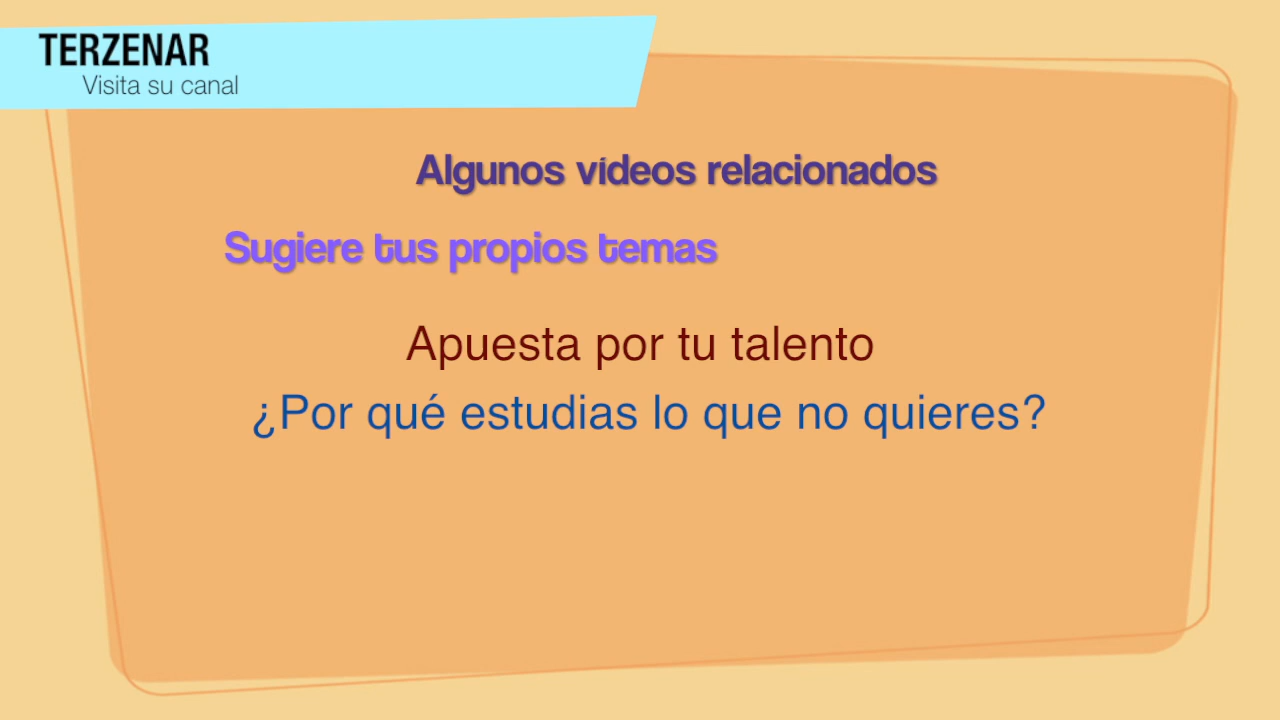 TERZENAR
Visita su canal
Algunos vídeos relacionados
Sugiere tus propios temas
Apuesta por tu talento
¿Por qué estudias lo que no quieres?